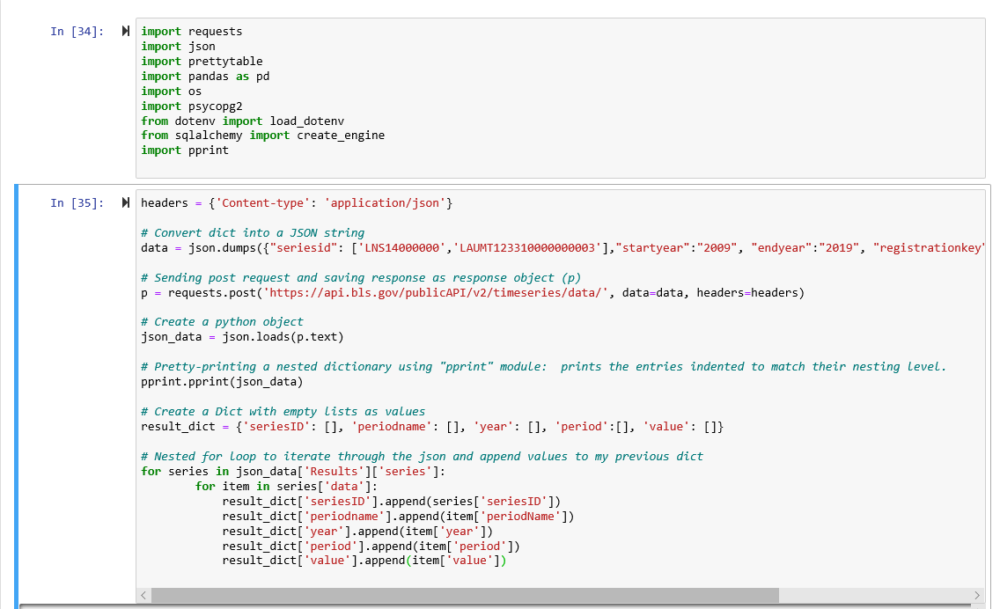 In [34]:
import requests
import json
import prettytable
import pandas as pd
import os
import psycopg2
from dotenv import load_dotenv
from sqlalchemy import create_engine
import pprint
In [35]:
headers = {'Content-type': 'application/json'}
# Convert dict into a JSON string
data = json.dumps({"seriesid": ['LNS14000000','LAUMT123310000000003'],"startyear":"2009", "endyear":"2019", "registrationkey"
# Sending post request and saving response as response object (p)
p = requests.post('https://api.bls.gov/publicAPI/v2/timeseries/data/', data=data, headers=headers)
# Create a python object
json_data = json.loads(p.text)
# Pretty-printing a nested dictionary using "pprint" module:  prints the entries indented to match their nesting level.
pprint.pprint(json_data)
# Create a Dict with empty lists as values
result_dict = {'seriesID': [], 'periodname': [], 'year': [], 'period':[], 'value': []}
# Nested for loop to iterate through the json and append values to my previous dict
for series in json_data['Results']['series']:
        for item in series['data']:
            result_dict['seriesID'].append(series['seriesID'])
            result_dict['periodname'].append(item['periodName'])
            result_dict['year'].append(item['year'])
            result_dict['period'].append(item['period'])
            result_dict['value'].append(item['value'])